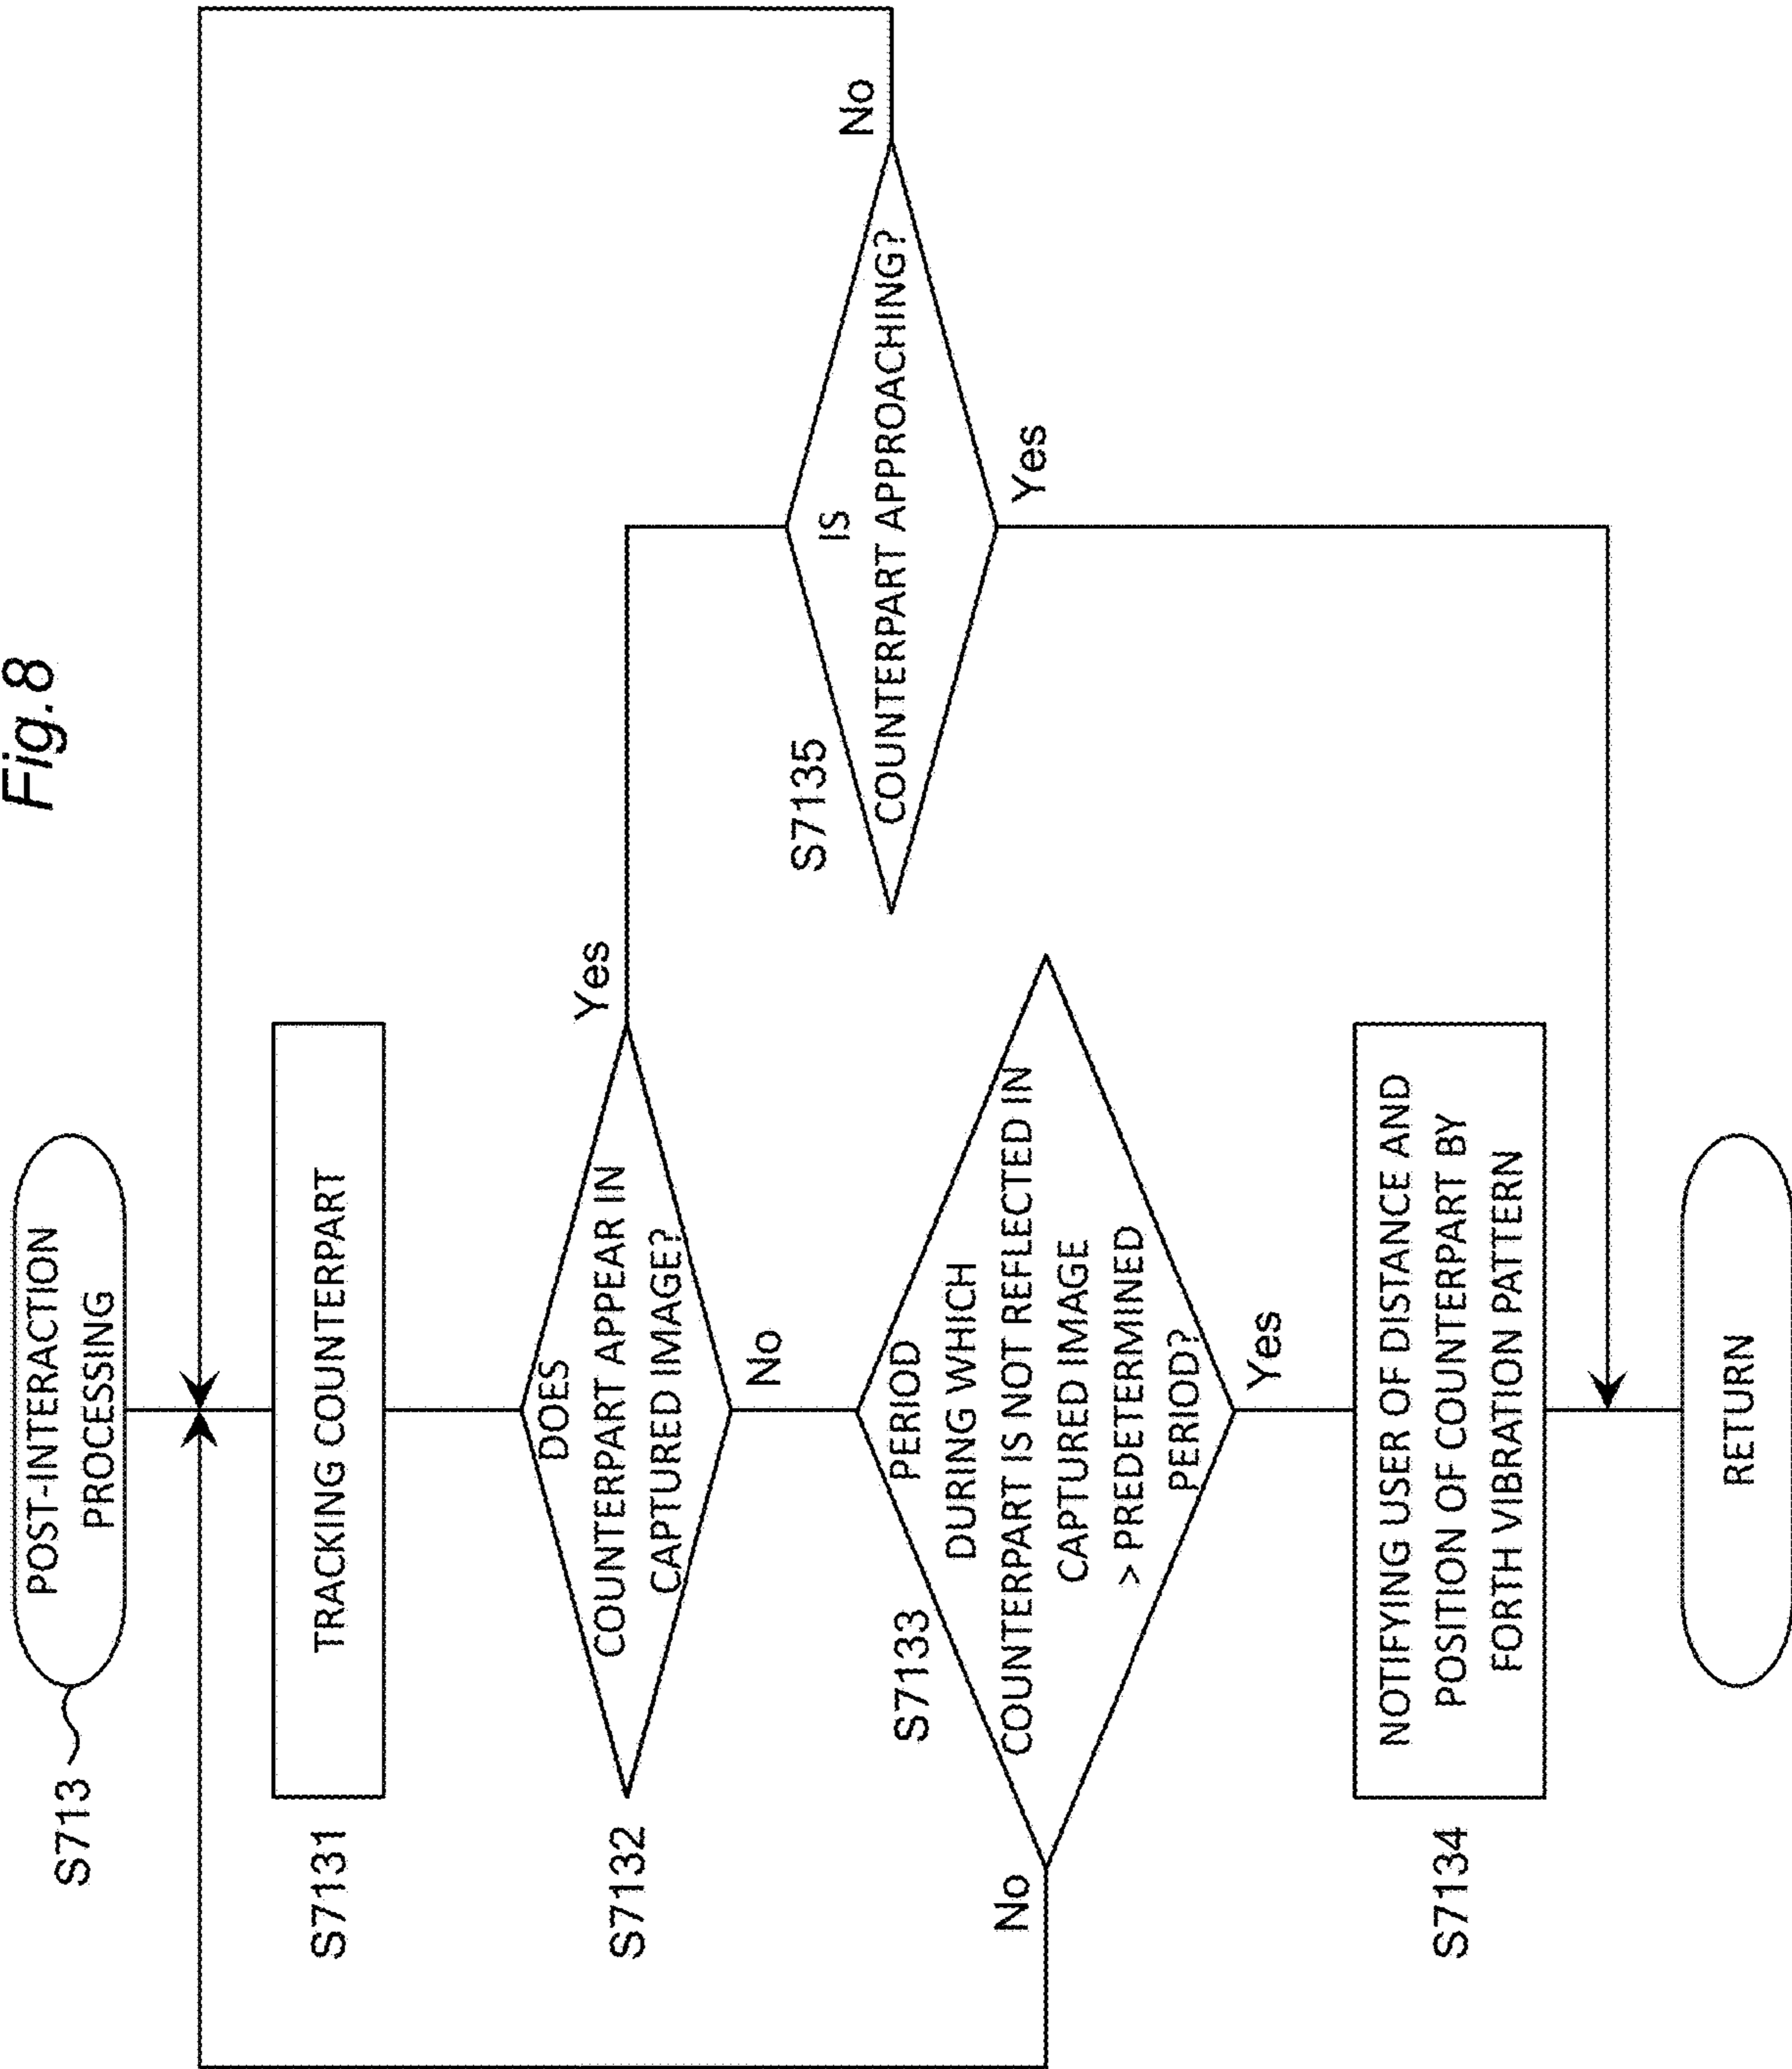 Fig.8
S713
POST-INTERACTION
PROCESSING
S7131
TRACKING COUNTERPART
S7132
DOES
COUNTERPART APPEAR IN
CAPTURED IMAGE?
Yes
No
S7133
PERIOD
DURING WHICH
COUNTERPART IS NOT REFLECTED IN
CAPTURED IMAGE
> PREDETERMINED
PERIOD?
No
Yes
S7135
IS
COUNTERPART APPROACHING?
No
Yes
S7134
NOTIFYING USER OF DISTANCE AND
POSITION OF COUNTERPART BY
FORTH VIBRATION PATTERN
RETURN